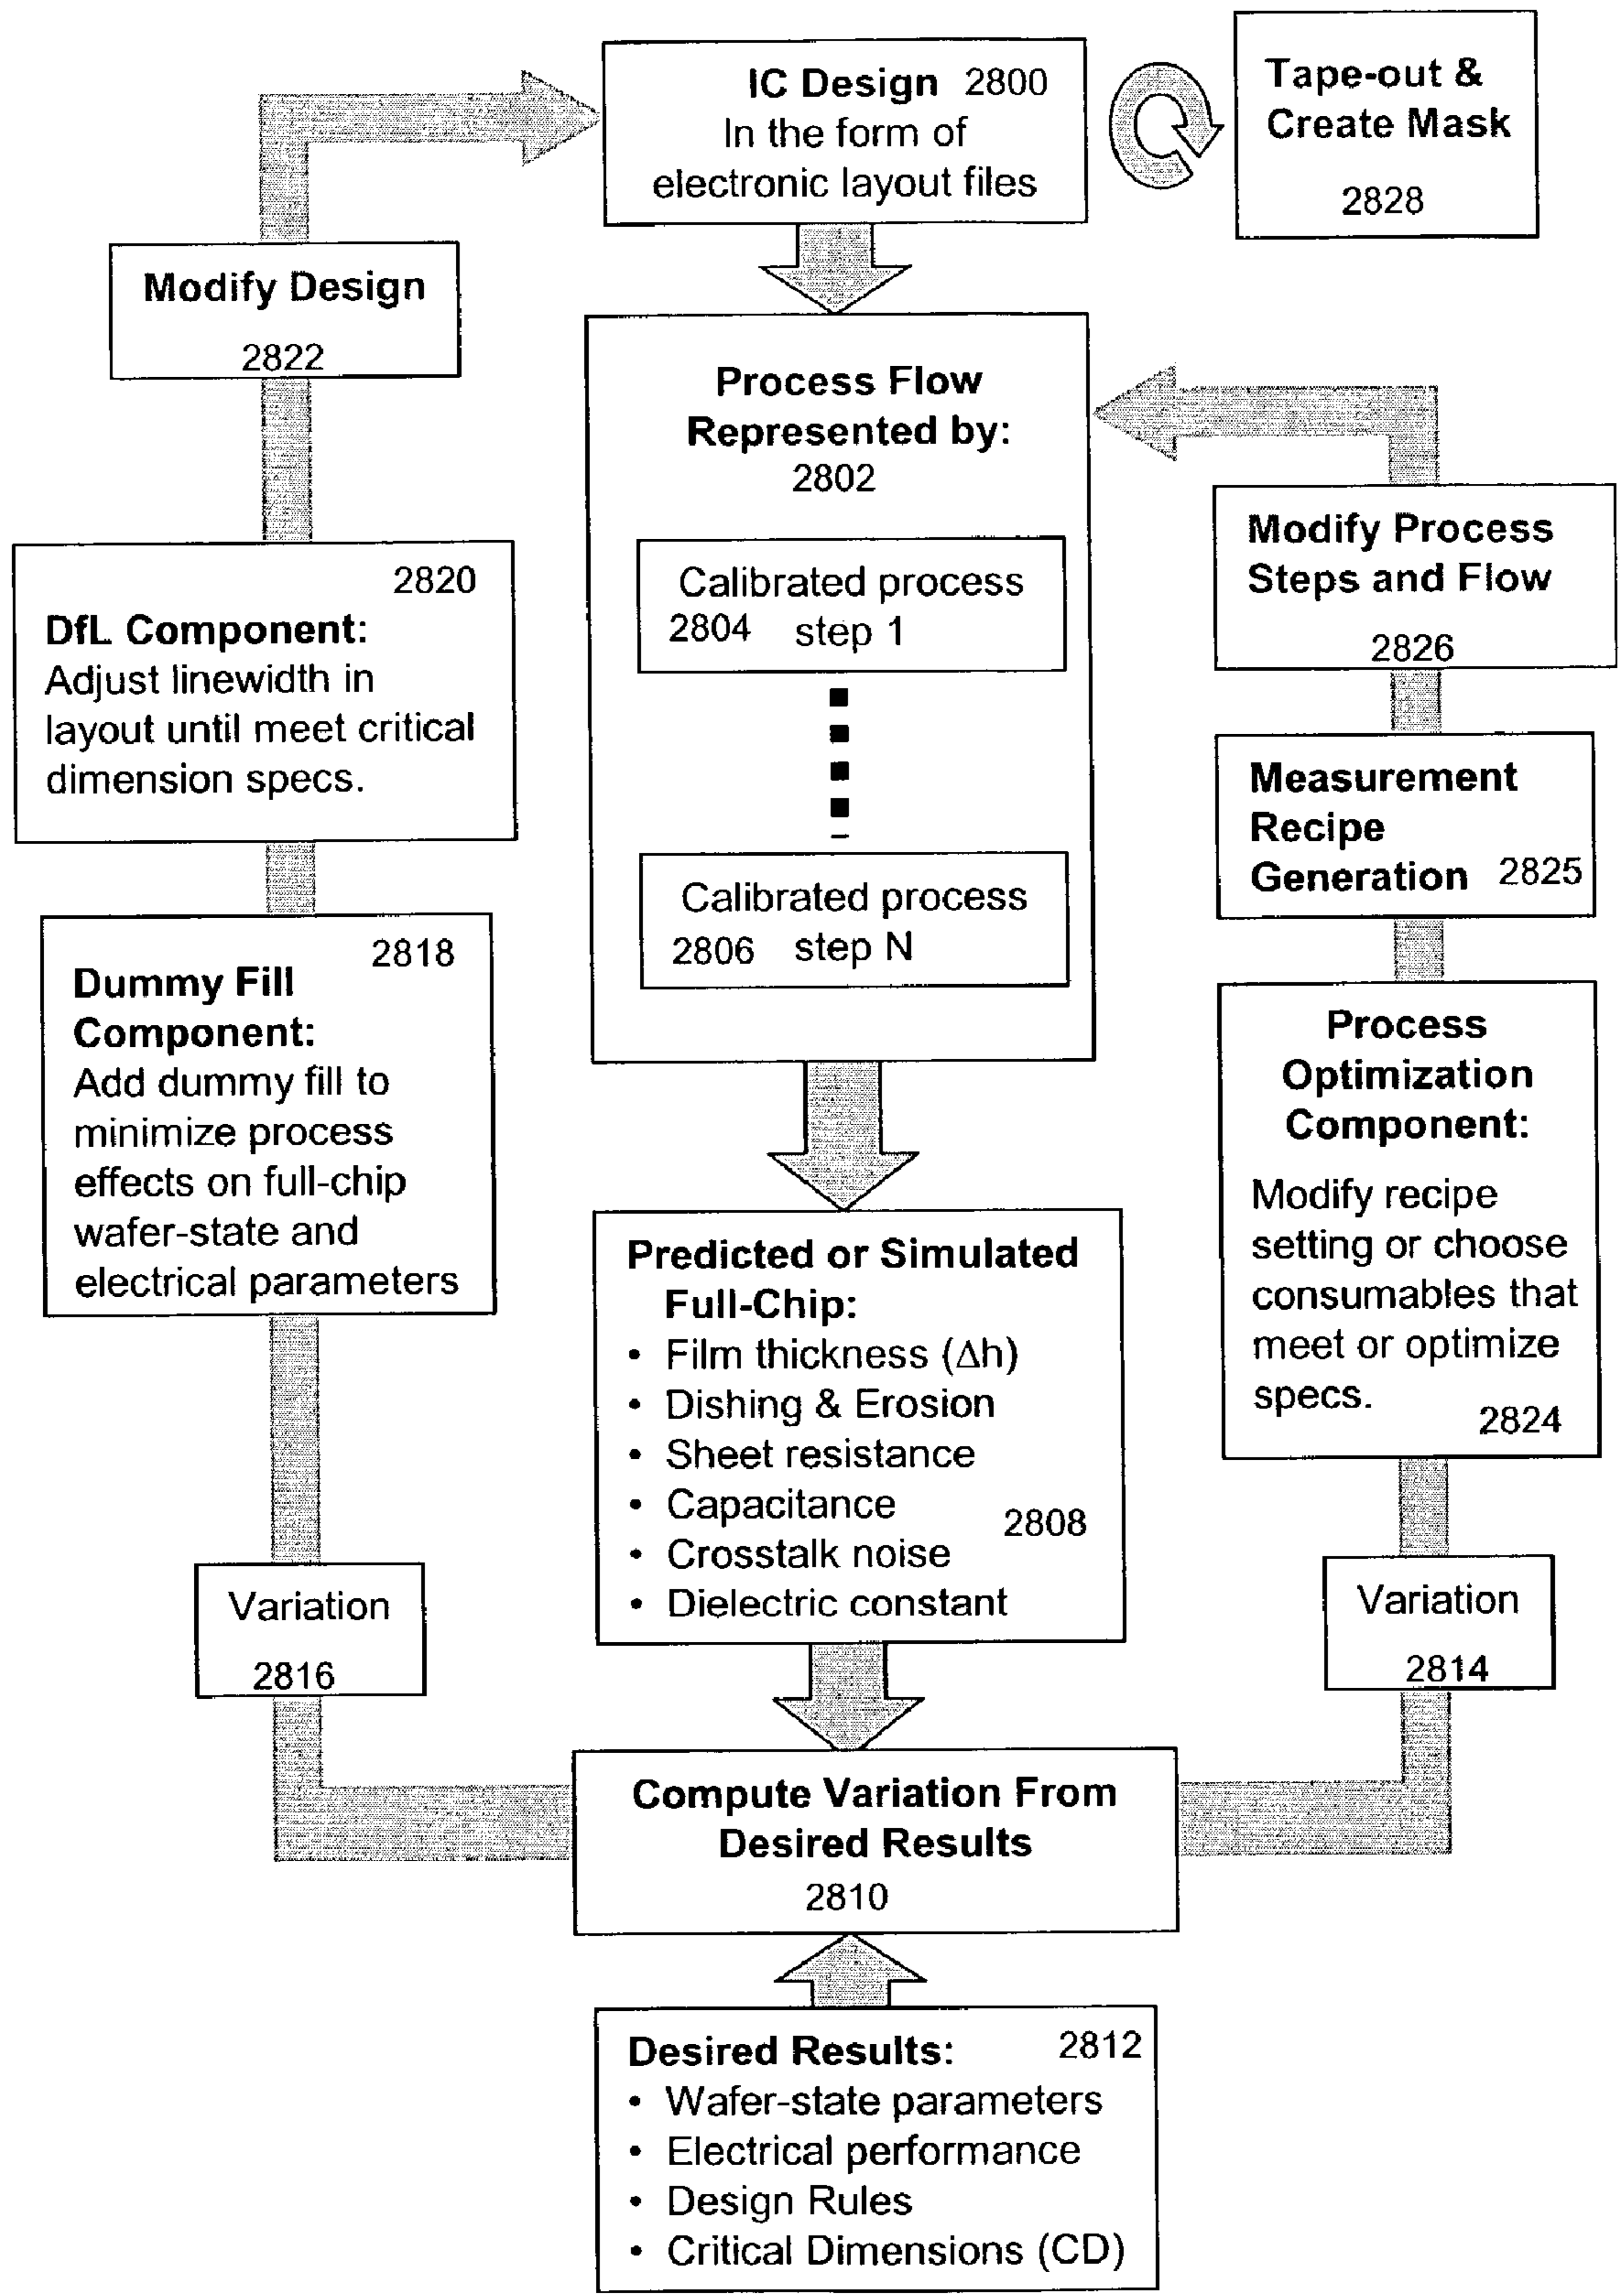 IC Design 2800
In the form of
electronic layout files
Tape-out &
Create Mask
2828
Modify Design
2822
Process Flow
Represented by:
2802
Calibrated process
2804 step 1
Calibrated process
2806 step N
Modify Process
Steps and Flow
2826
2820
DfL Component:
Adjust linewidth in
layout until meet critical
dimension specs.
Measurement
Recipe
Generation 2825
2818
Dummy Fill
Component:
Add dummy fill to
minimize process
effects on full-chip
wafer-state and
electrical parameters
Process
Optimization
Component:
Modify recipe
setting or choose
consumables that
meet or optimize
specs.
2824
Predicted or Simulated
Full-Chip:
• Film thickness (Δh)
• Dishing & Erosion
• Sheet resistance
• Capacitance
2808
• Crosstalk noise
• Dielectric constant
Variation
2816
Variation
2814
Compute Variation From
Desired Results
2810
Desired Results: 2812
• Wafer-state parameters
• Electrical performance
• Design Rules
• Critical Dimensions (CD)